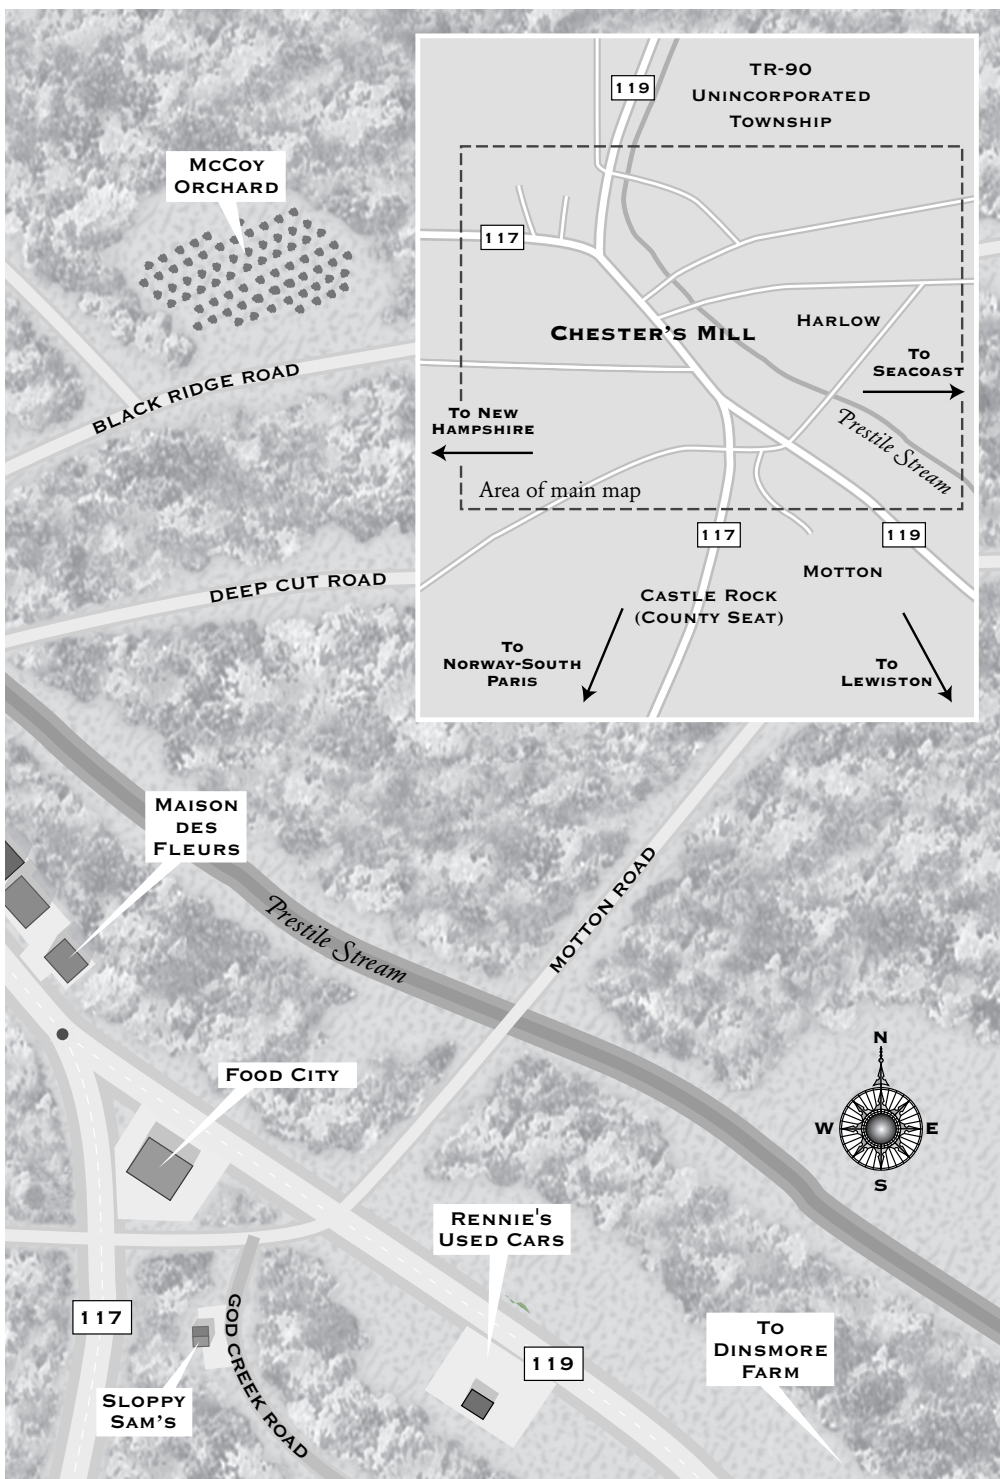 119
TR-90
UNINCORPORATED
TOWNSHIP
McCOY
ORCHARD
117
HARLOW
CHESTER'S MILL
TO
SEACOAST
BLACK RIDGE ROAD
TO NEW
HAMPSHIRE
Prestile Stream
Area of main map
117
119
MOTTON
DEEP CUT ROAD
CASTLE ROCK
(COUNTY SEAT)
TO
NORWAY-SOUTH
PARIS
TO
LEWISTON
MAISON
DES
FLEURS
MOTTON ROAD
Prestile Stream
N
W E
S
FOOD CITY
RENNIE'S
USED CARS
117
GOD CREEK ROAD
119
TO
DINSMORE
FARM
SLOPPY
SAM'S